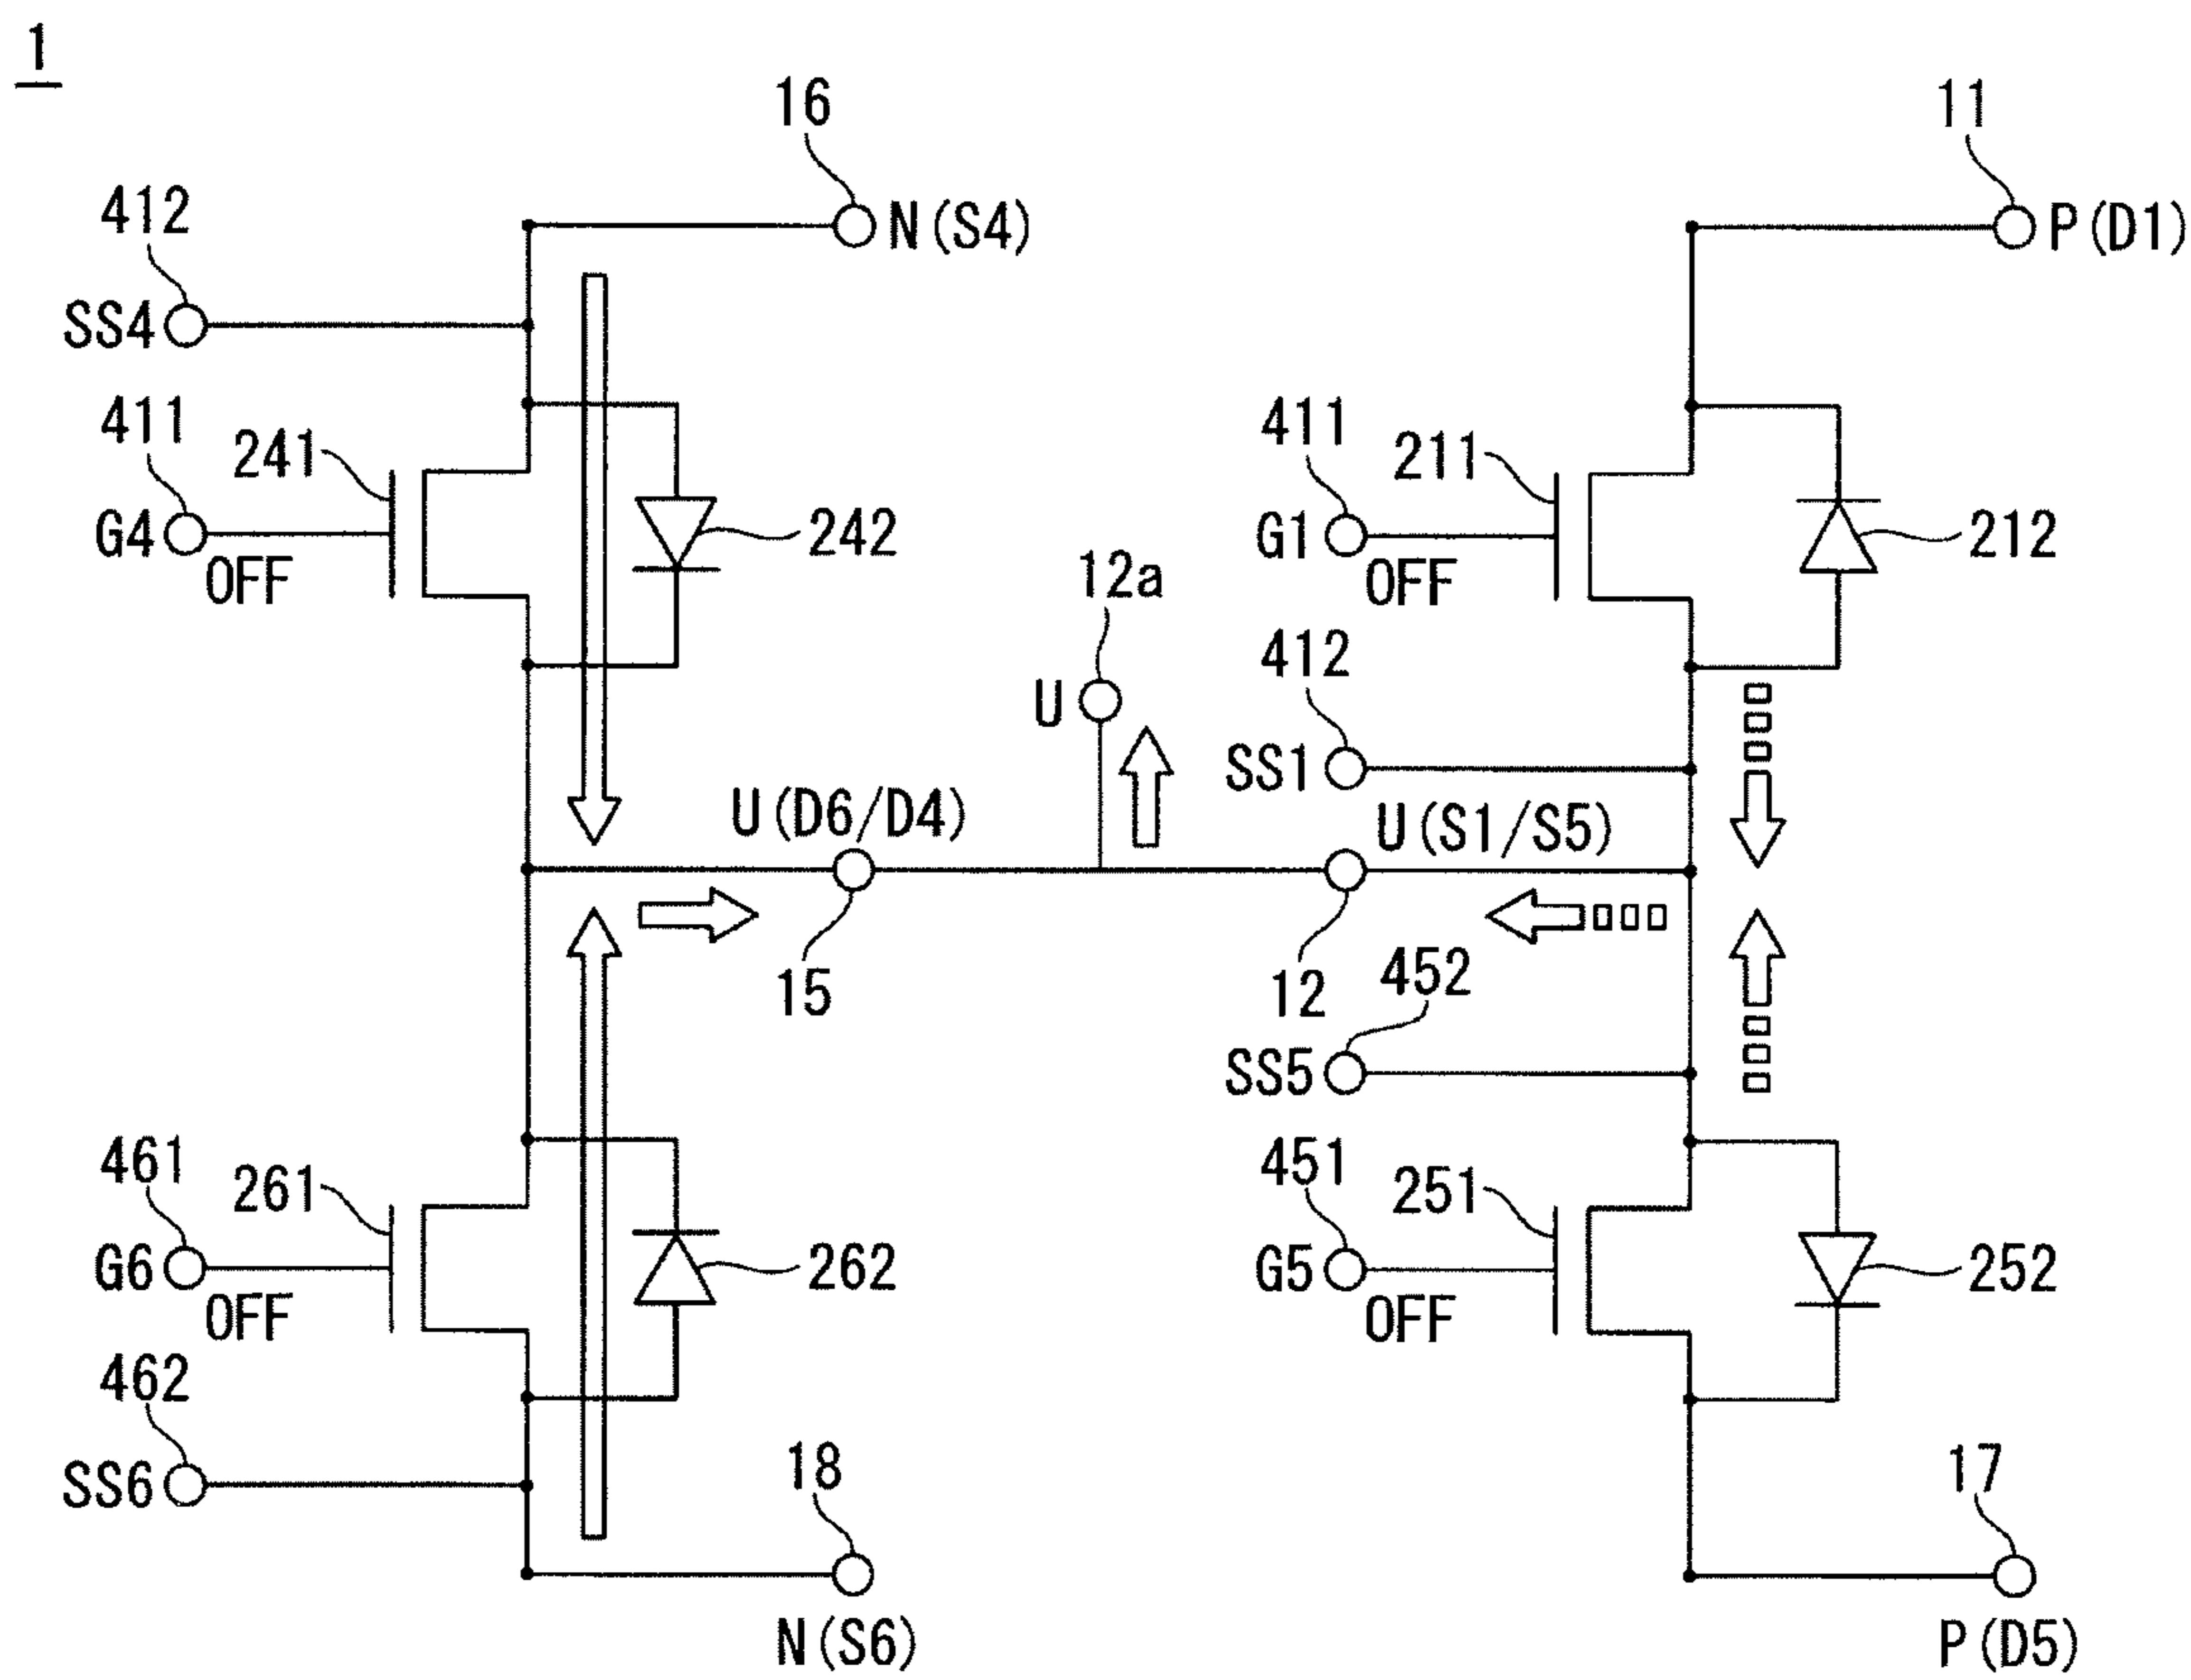 1
16
11
N(S4)
P(D1)
412
SS4
411
241
G4
OFF
242
411
211
G1
OFF
212
12a
U
412
SS1
U(D6/D4)
U(S1/S5)
15
12
452
SS5
461
261
G6
OFF
262
451
251
G5
OFF
252
462
SS6
18
17
N(S6)
P(D5)